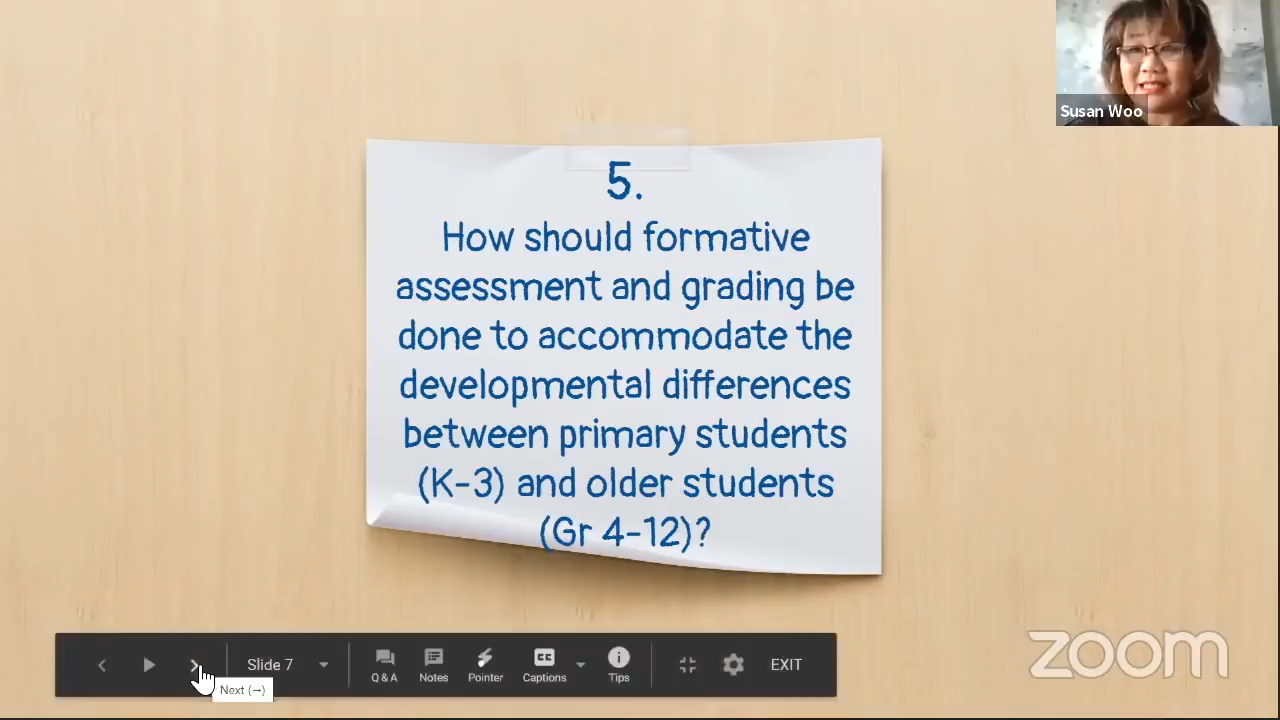 Susan Woo
5.
How should formative
assessment and grading be
done to accommodate the
developmental differences
between primary students
(K-3) and older students
(Gr 4-12)?
Slide 7
Q & A
Notes
Pointer
CC
Captions
Tips
EXIT
Next (→)
zoom